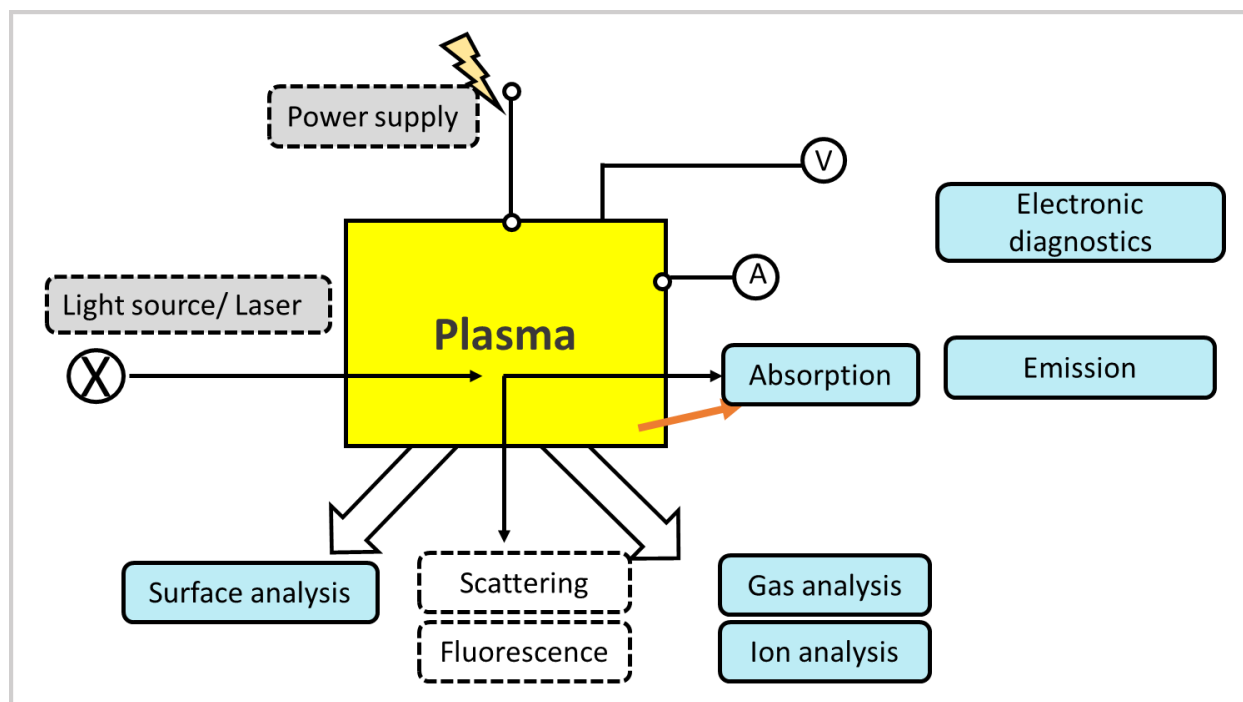 Power supply
V
Electronic
diagnostics
A
Light source/ Laser
Plasma
X
Absorption
Emission
Surface analysis
Scattering
Gas analysis
Fluorescence
Ion analysis